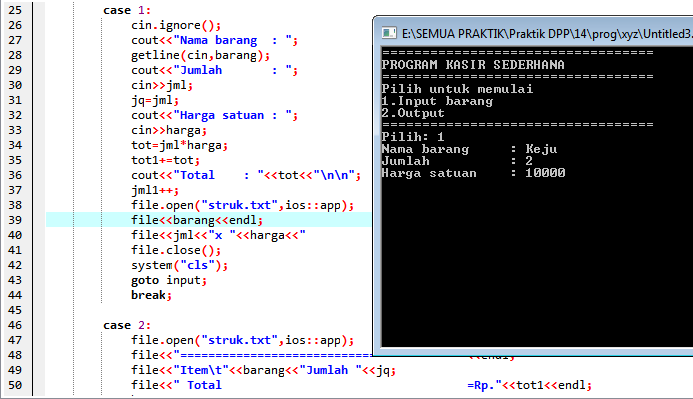 25 case 1:
26 cin.ignore();
27 cout<<"Nama barang  : ";
28 getline(cin,barang);
29 cout<<"Jumlah       : ";
30 cin>>jml;
31 jq=jml;
32 cout<<"Harga satuan : ";
33 cin>>harga;
34 tot=jml*harga;
35 tot1+=tot;
36 cout<<"Total    : "<<tot<<"\n\n";
37 jml1++;
38 file.open("struk.txt",ios::app);
39 file<<barang<<endl;
40 file<<jml<<"x "<<harga<<"
41 file.close();
42 system("cls");
43 goto input;
44 break;
45
46 case 2:
47 file.open("struk.txt",ios::app);
48 file<<"============================ <<endl;
49 file<<"Item\t"<<barang<<"Jumlah "<<jq;
50 file<<" Total                    =Rp."<<tot1<<endl;
E:\SEMUA PRAKTIK\Praktik DPP\14\prog\xyz\Untitled3.
==================================
PROGRAM KASIR SEDERHANA
==================================
Pilih untuk memulai
1.Input barang
2.Output
==================================
Pilih: 1
Nama barang     : Keju
Jumlah          : 2
Harga satuan    : 10000